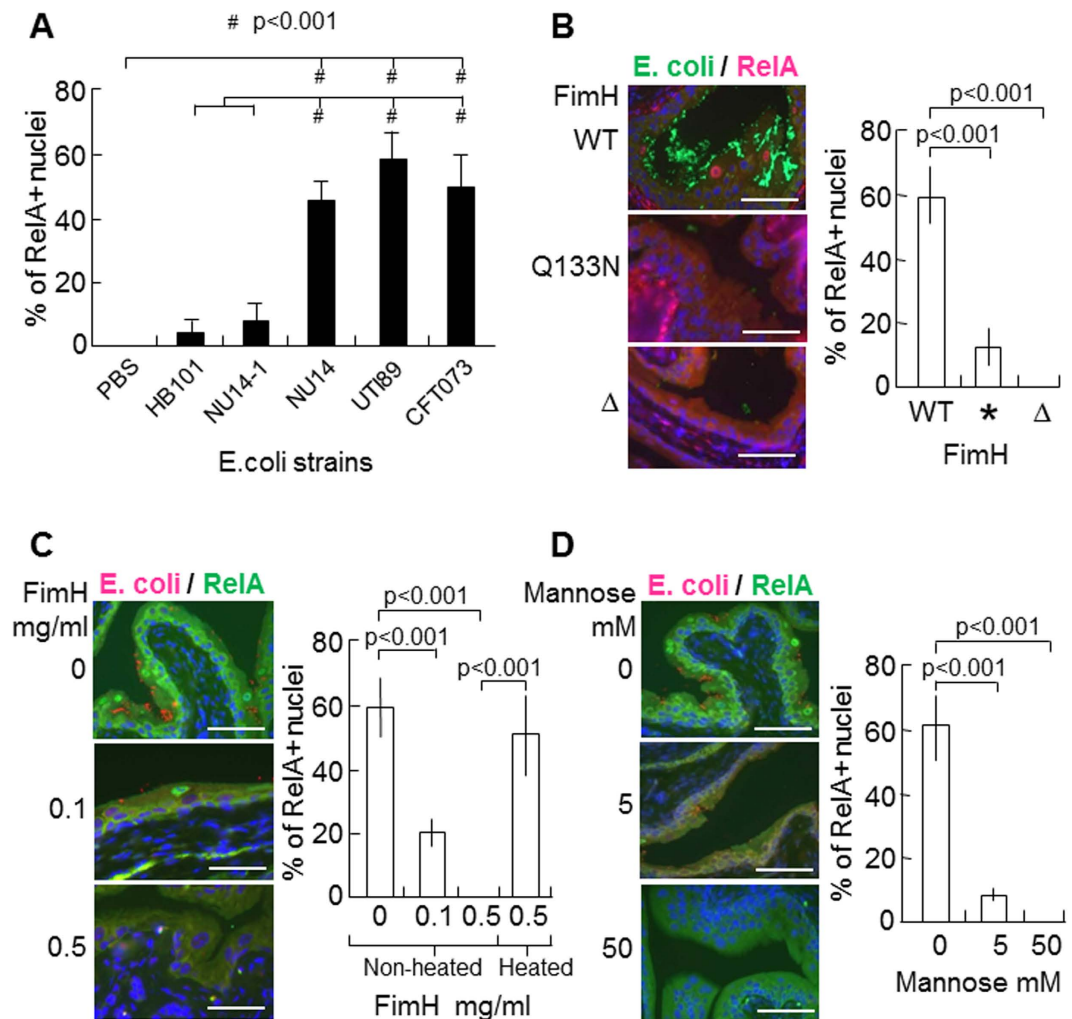 A
# p<0.001
# # #
# # #
% of RelA+nuclei
80
60
40
20
0
PBS
HB101
NU14-1
NU14
UTI89
CFT073
E.coli strains
B
E. coli / RelA
FimH
WT
Q133N
Δ
p<0.001
p<0.001
% of RelA+nuclei
80
60
40
20
0
WT * Δ
FimH
C
FimH
mg/ml
E. coli / RelA
0
0.1
0.5
p<0.001
p<0.001
p<0.001
% of RelA+nuclei
80
60
40
20
0
0 0.1 0.5 0.5
Non-heated Heated
FimH mg/ml
D
Mannose
mM
E. coli / RelA
0
5
50
p<0.001
p<0.001
% of RelA+nuclei
80
60
40
20
0
0 5 50
Mannose mM